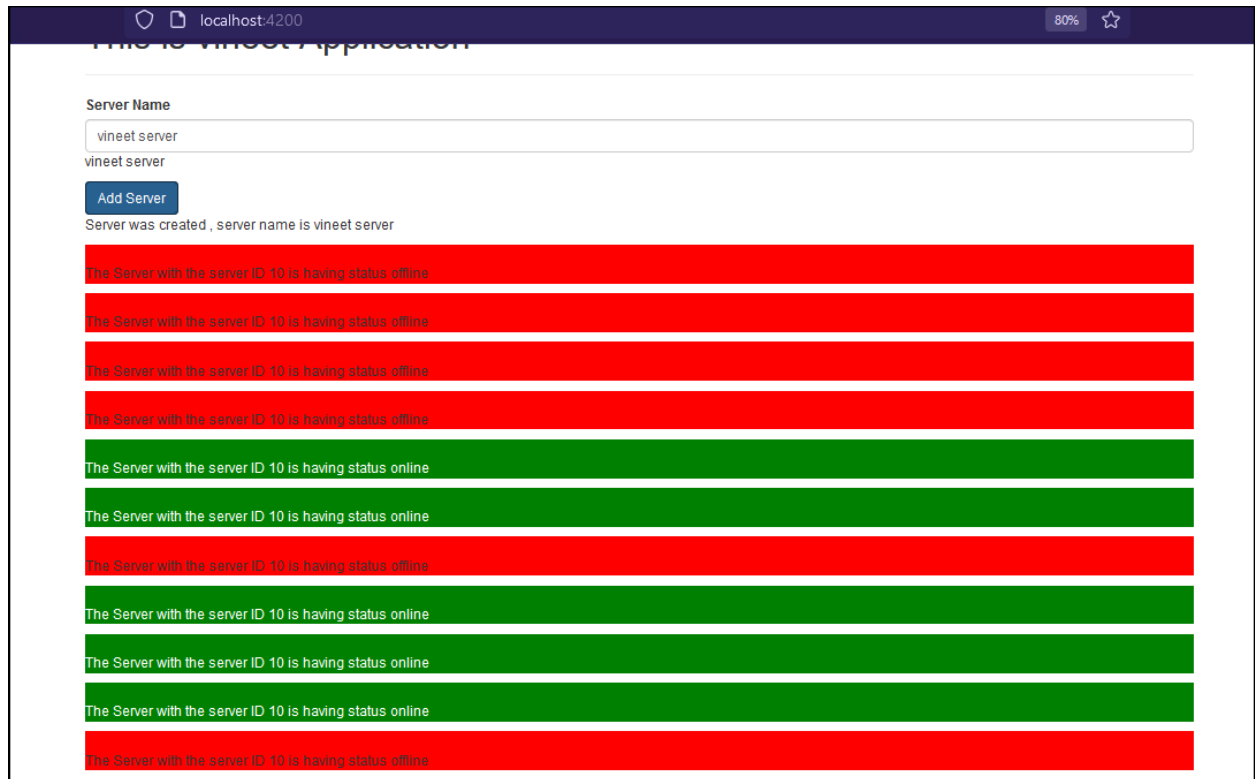 localhost:4200
80%
This is vineet Application
Server Name
vineet server
vineet server
Add Server
Server was created , server name is vineet server
The Server with the server ID 10 is having status offline
The Server with the server ID 10 is having status offline
The Server with the server ID 10 is having status offline
The Server with the server ID 10 is having status offline
The Server with the server ID 10 is having status online
The Server with the server ID 10 is having status online
The Server with the server ID 10 is having status offline
The Server with the server ID 10 is having status online
The Server with the server ID 10 is having status online
The Server with the server ID 10 is having status online
The Server with the server ID 10 is having status offline